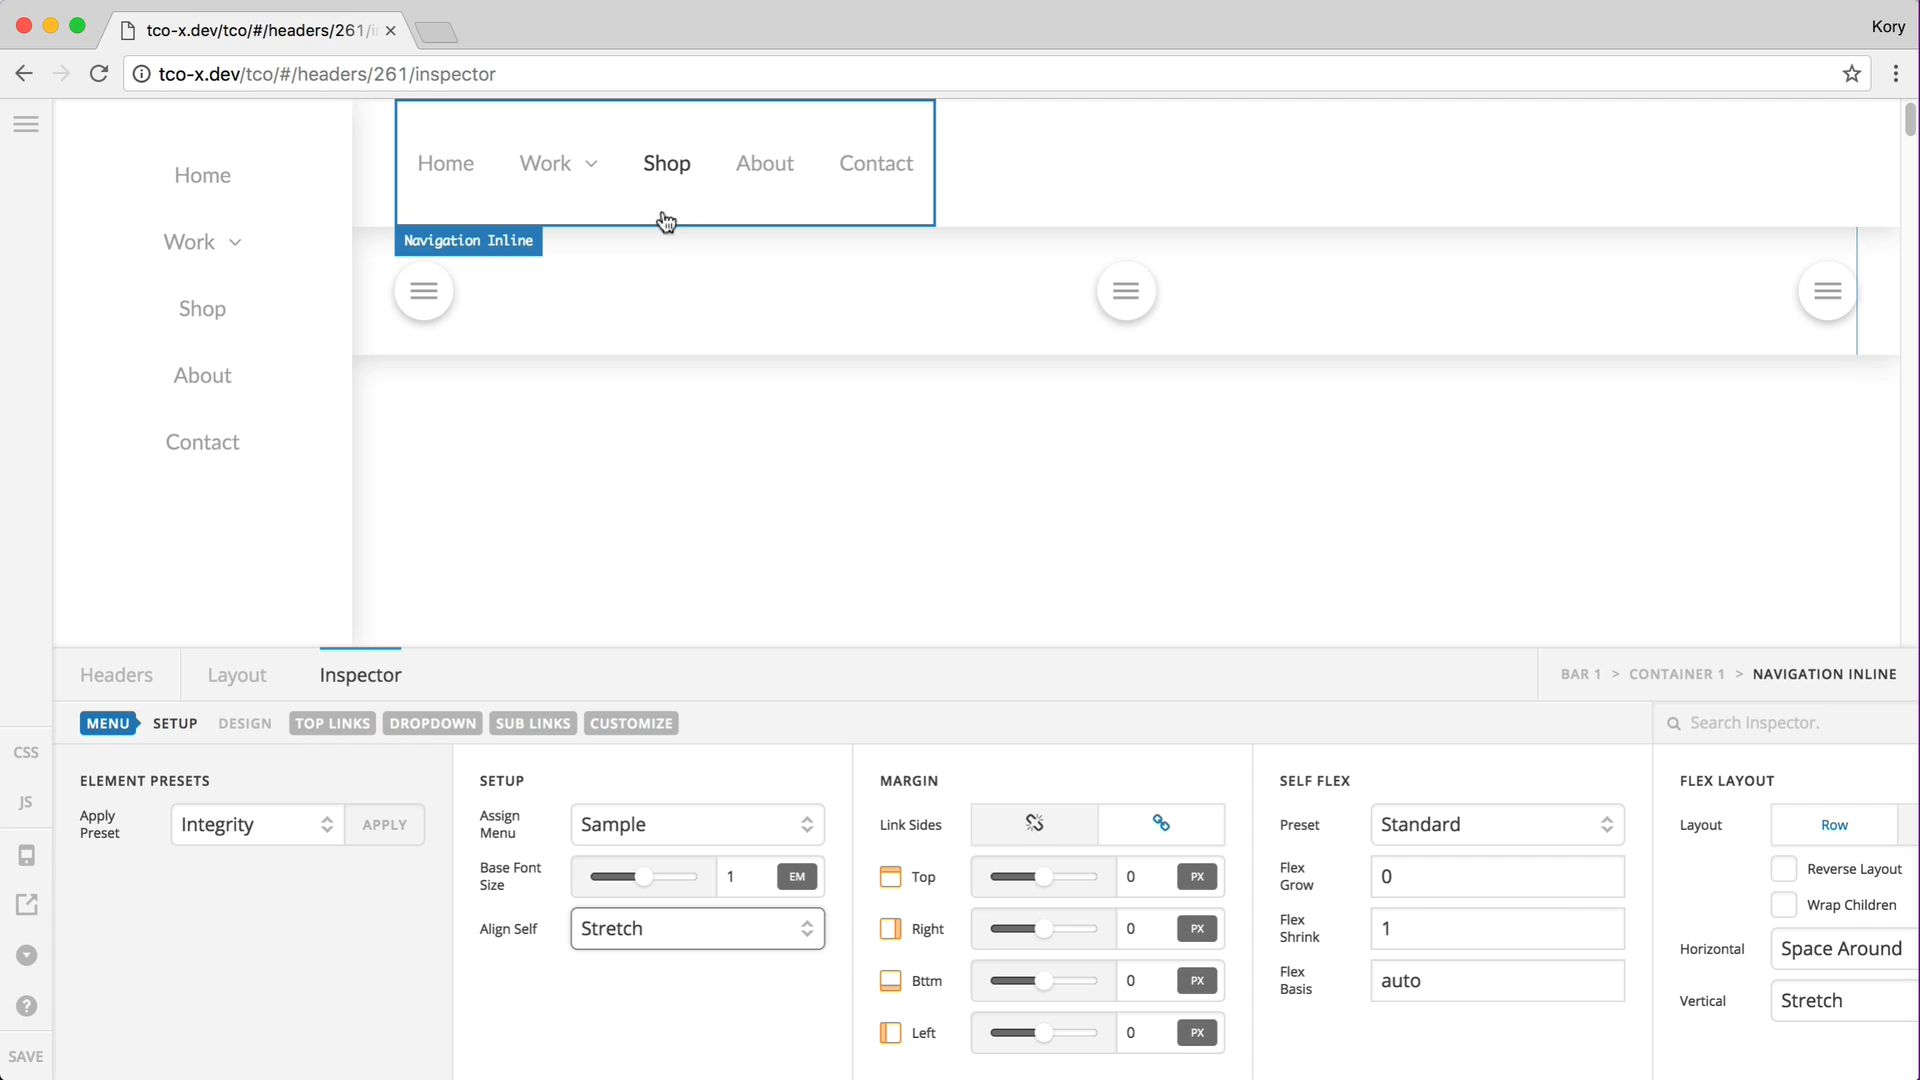 tco-x.dev/tco/#/headers/261/i
Kory
tco-x.dev/tco/#/headers/261/inspector
Home
Work
Shop
About
Contact
Home Work Shop About Contact
Navigation Inline
Headers Layout Inspector
BAR 1 > CONTAINER 1 > NAVIGATION INLINE
MENU SETUP DESIGN TOP LINKS DROPDOWN SUB LINKS CUSTOMIZE
Search Inspector.
CSS
JS
SAVE
ELEMENT PRESETS
Apply
Preset
Integrity
APPLY
SETUP
Assign
Menu
Sample
Base Font
Size
1 EM
Align Self
Stretch
MARGIN
Link Sides
Top 0 PX
Right 0 PX
Bttm 0 PX
Left 0 PX
SELF FLEX
Preset
Standard
Flex
Grow
0
Flex
Shrink
1
Flex
Basis
auto
FLEX LAYOUT
Layout
Row
Reverse Layout
Wrap Children
Horizontal
Space Around
Vertical
Stretch